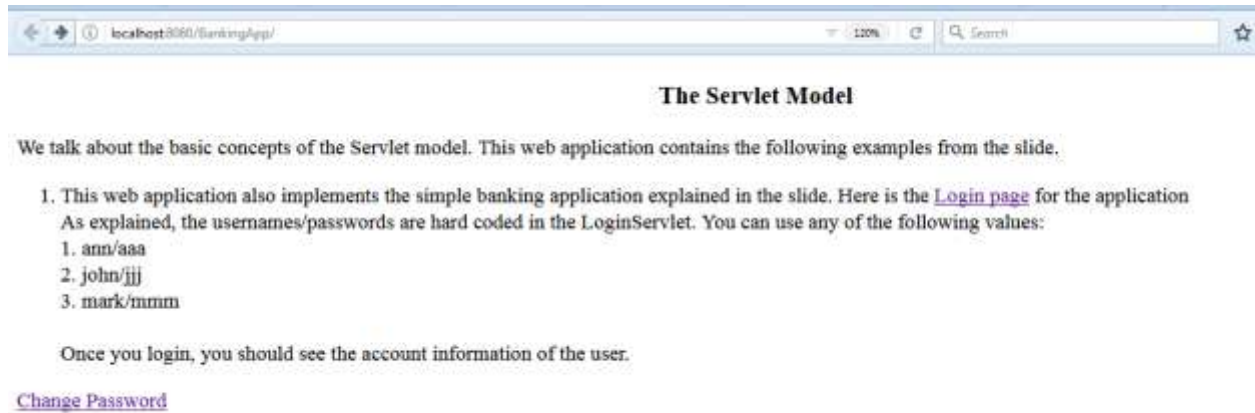 localhost:8080/BankingApp/
120%
Search
The Servlet Model
We talk about the basic concepts of the Servlet model. This web application contains the following examples from the slide.
1. This web application also implements the simple banking application explained in the slide. Here is the Login page for the application
As explained, the usernames/passwords are hard coded in the LoginServlet. You can use any of the following values:
1. ann/aaa
2. john/jjj
3. mark/mmm
Once you login, you should see the account information of the user.
Change Password